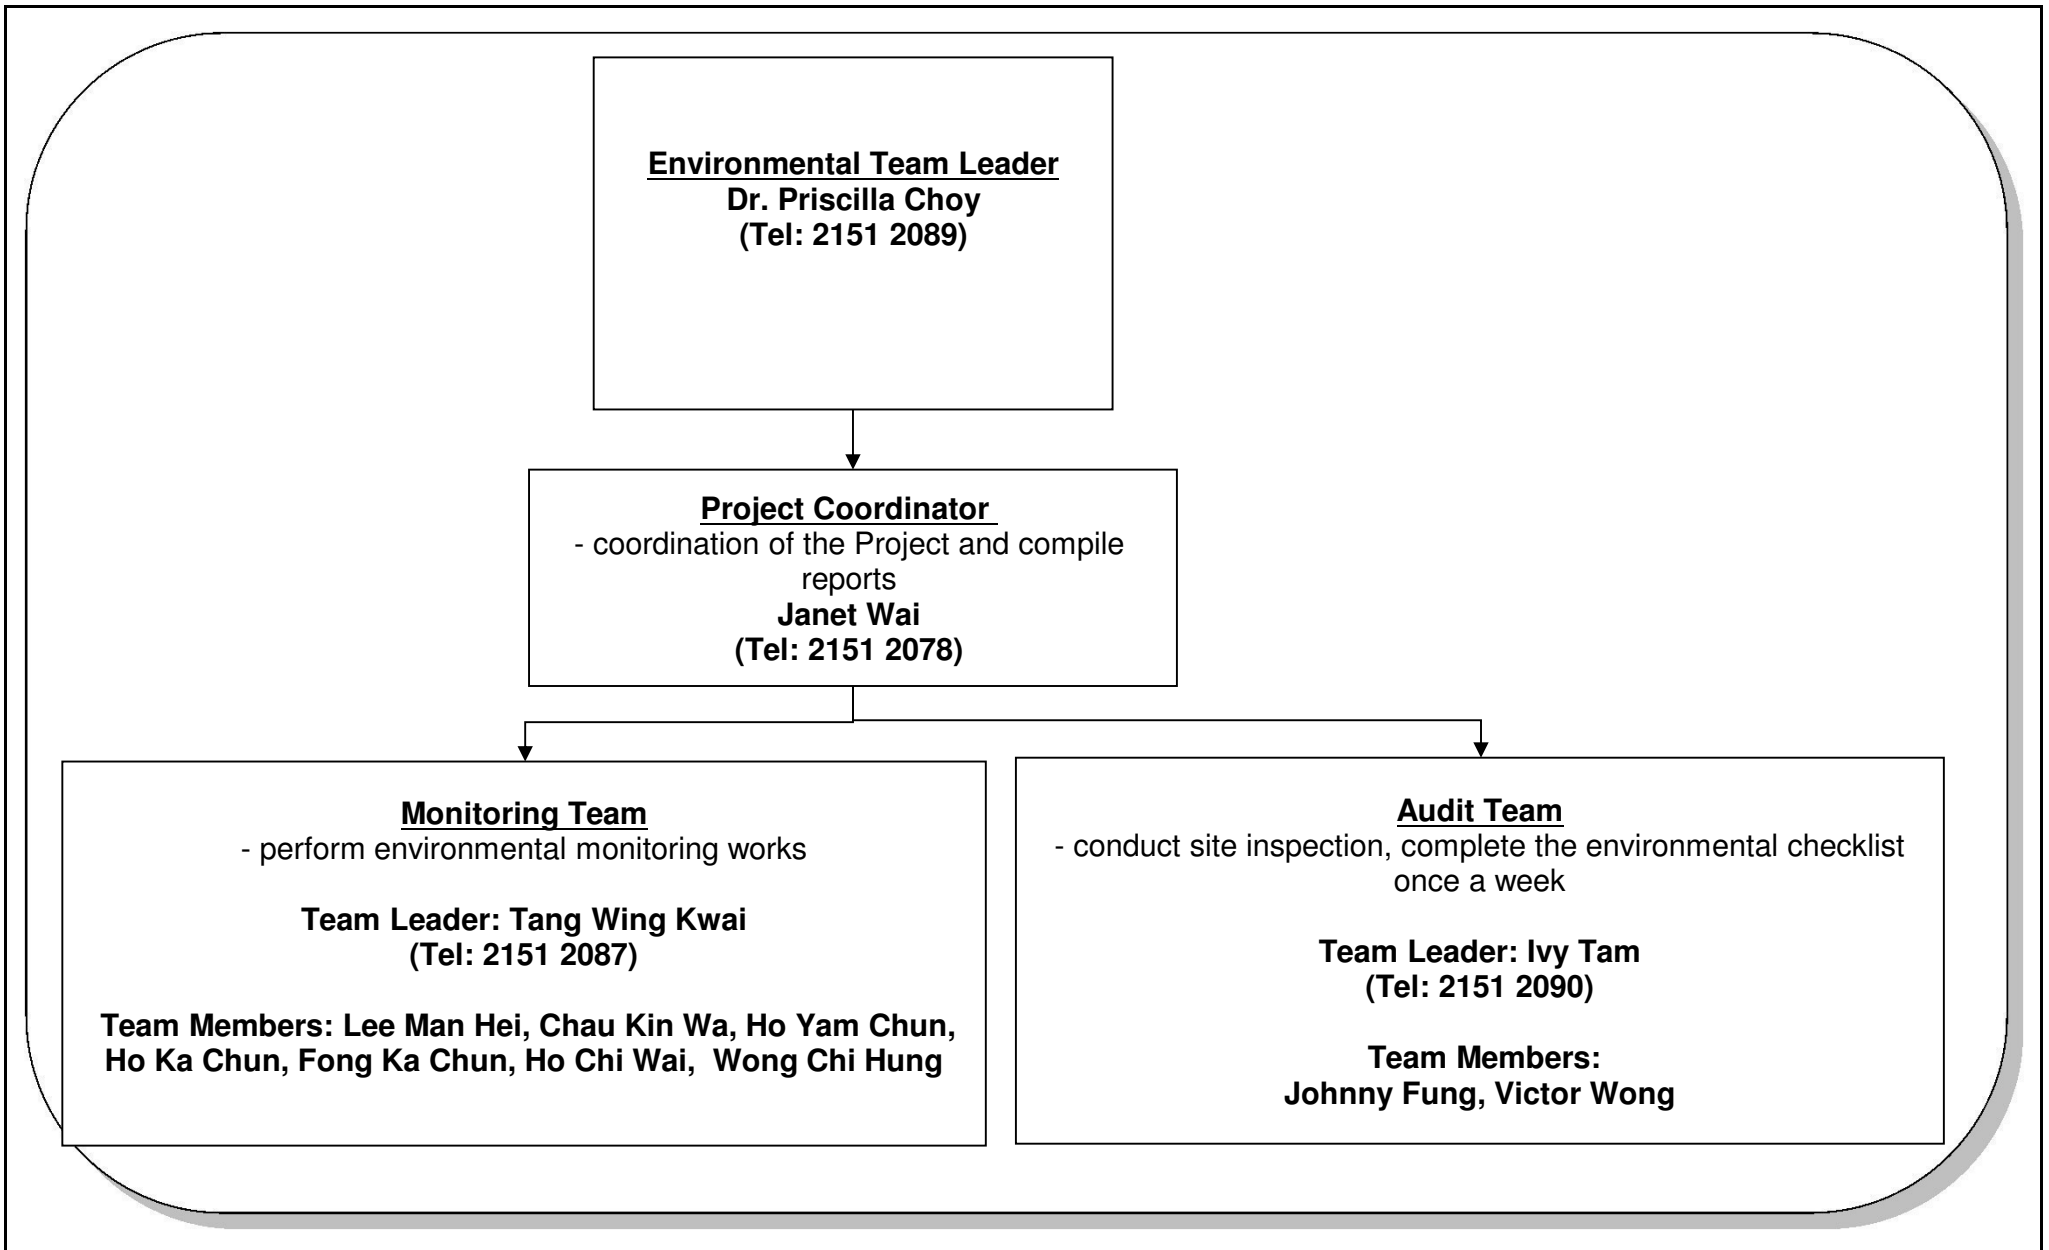 Environmental Team Leader
Dr. Priscilla Choy
(Tel: 2151 2089)
Project Coordinator
- coordination of the Project and compile
reports
Janet Wai
(Tel: 2151 2078)
Monitoring Team
- perform environmental monitoring works
Team Leader: Tang Wing Kwai
(Tel: 2151 2087)
Team Members: Lee Man Hei, Chau Kin Wa, Ho Yam Chun,
Ho Ka Chun, Fong Ka Chun, Ho Chi Wai, Wong Chi Hung
Audit Team
- conduct site inspection, complete the environmental checklist
once a week
Team Leader: Ivy Tam
(Tel: 2151 2090)
Team Members:
Johnny Fung, Victor Wong